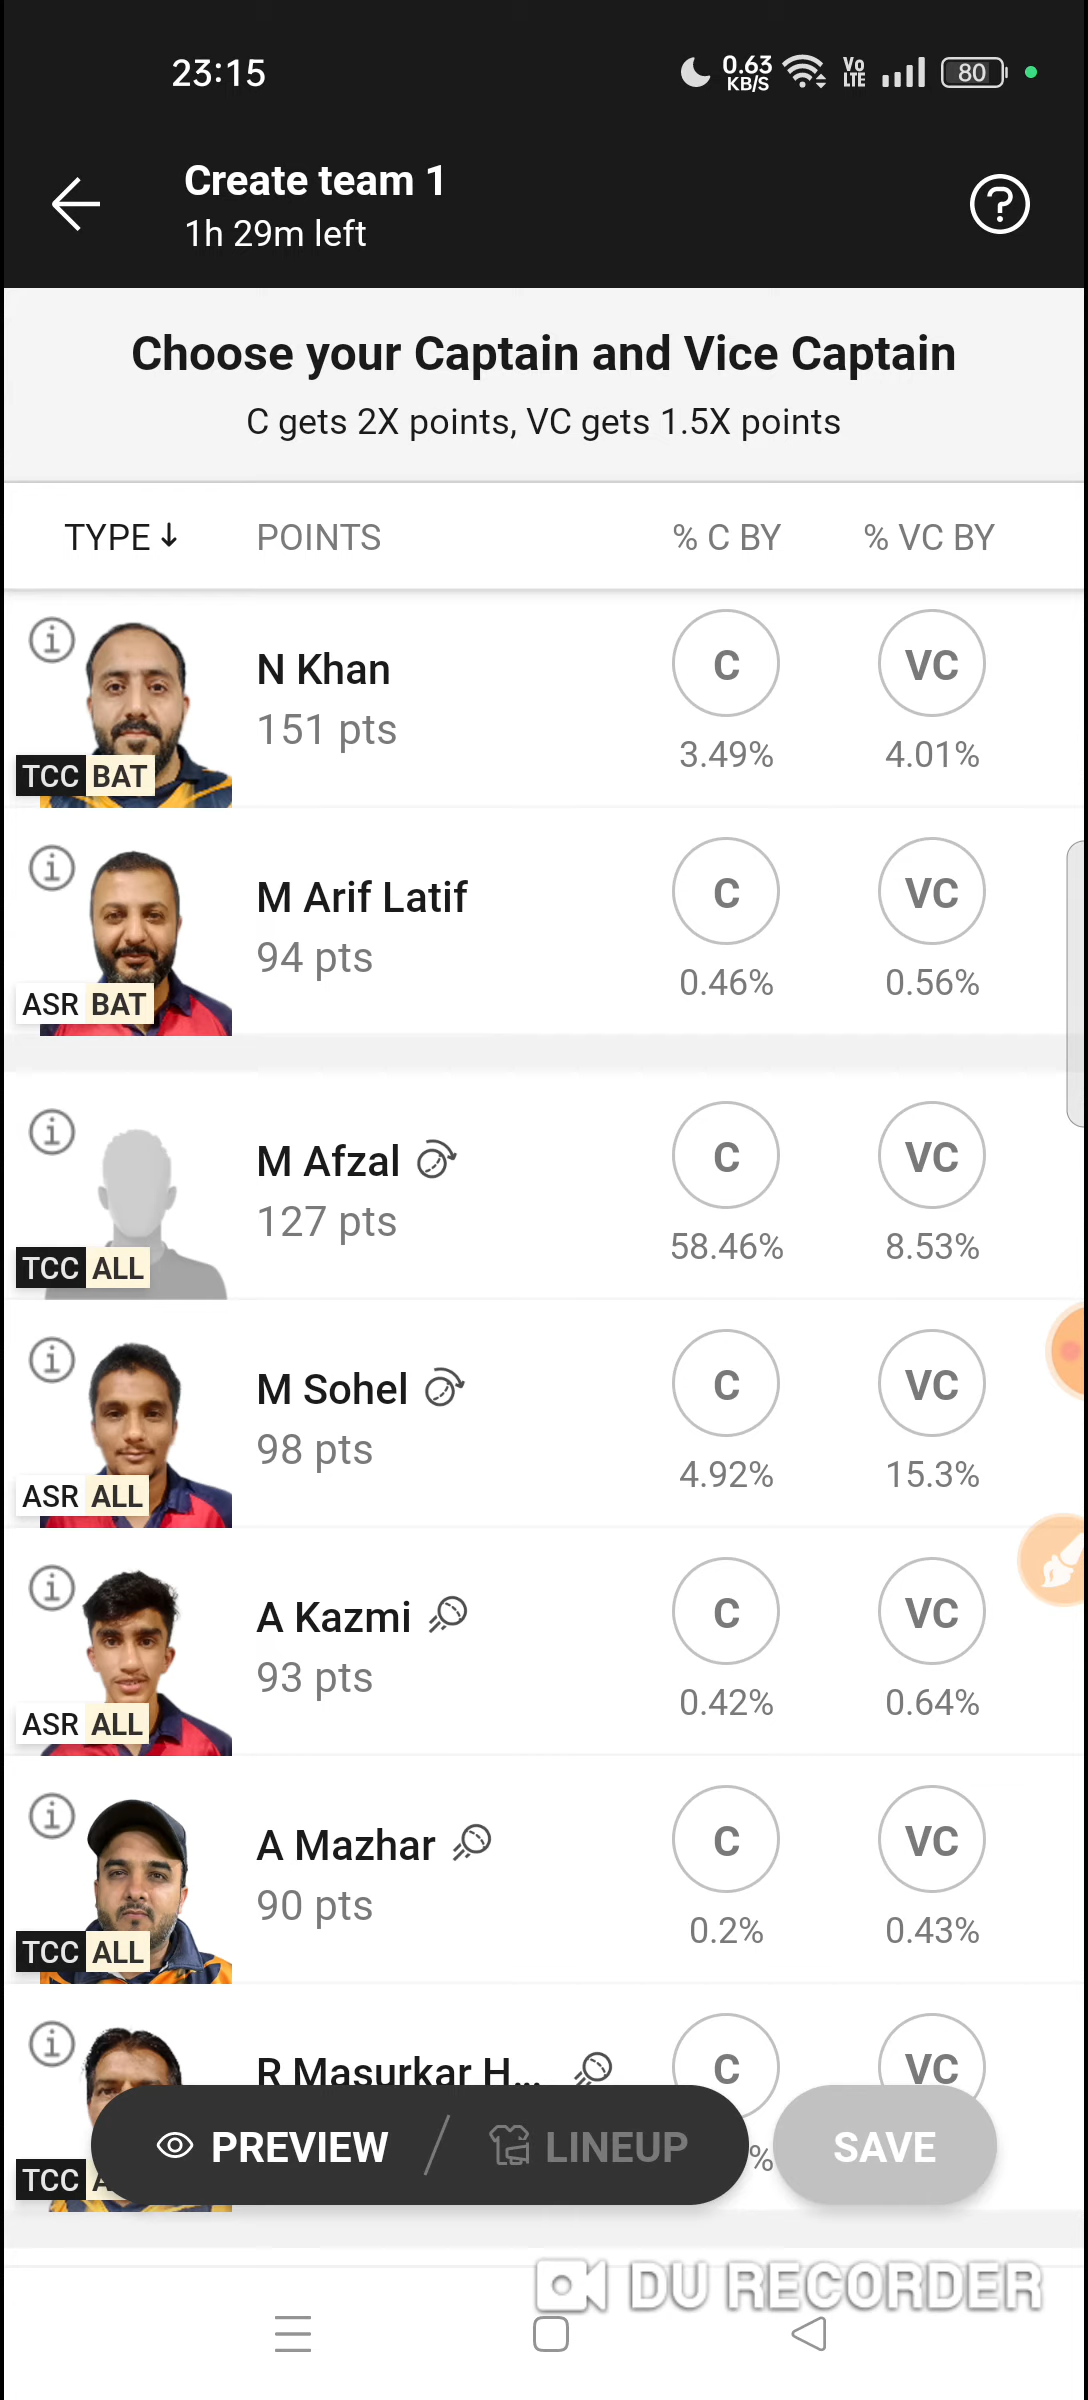 23:15
0.63 KB/S
Vo LTE
80
Create team 1
1h 29m left
?
Choose your Captain and Vice Captain
C gets 2X points, VC gets 1.5X points
TYPE POINTS % C BY % VC BY
N Khan
151 pts
C VC
3.49% 4.01%
TCC BAT
M Arif Latif
94 pts
C VC
0.46% 0.56%
ASR BAT
M Afzal
127 pts
C VC
58.46% 8.53%
TCC ALL
M Sohel
98 pts
C VC
4.92% 15.3%
ASR ALL
A Kazmi
93 pts
C VC
0.42% 0.64%
ASR ALL
A Mazhar
90 pts
C VC
0.2% 0.43%
TCC ALL
R Masurkar H...
C VC
%
TCC
PREVIEW LINEUP SAVE
DU RECORDER